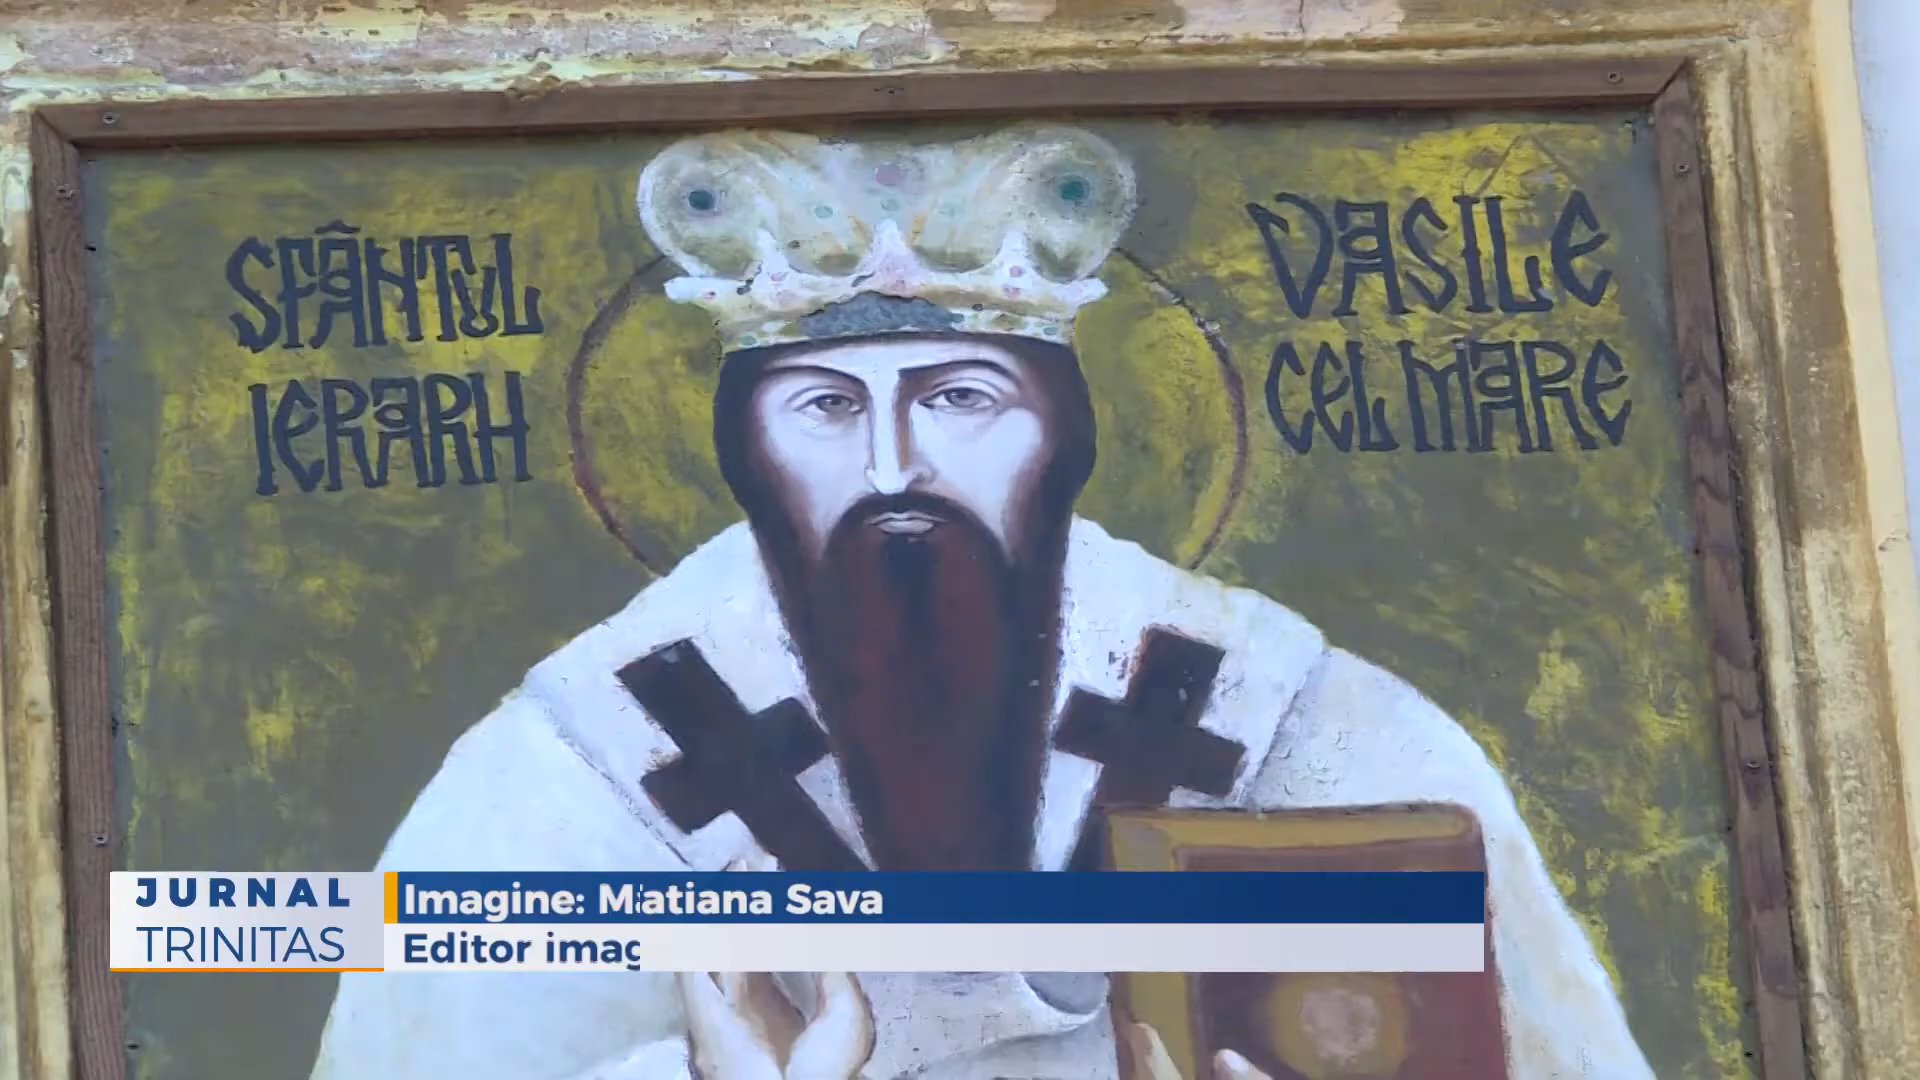 SFÂNTUL
IERARH
VASILE
CEL MARE
JURNAL
TRINITAS
Imagine: Matiana Sava
Editor imag